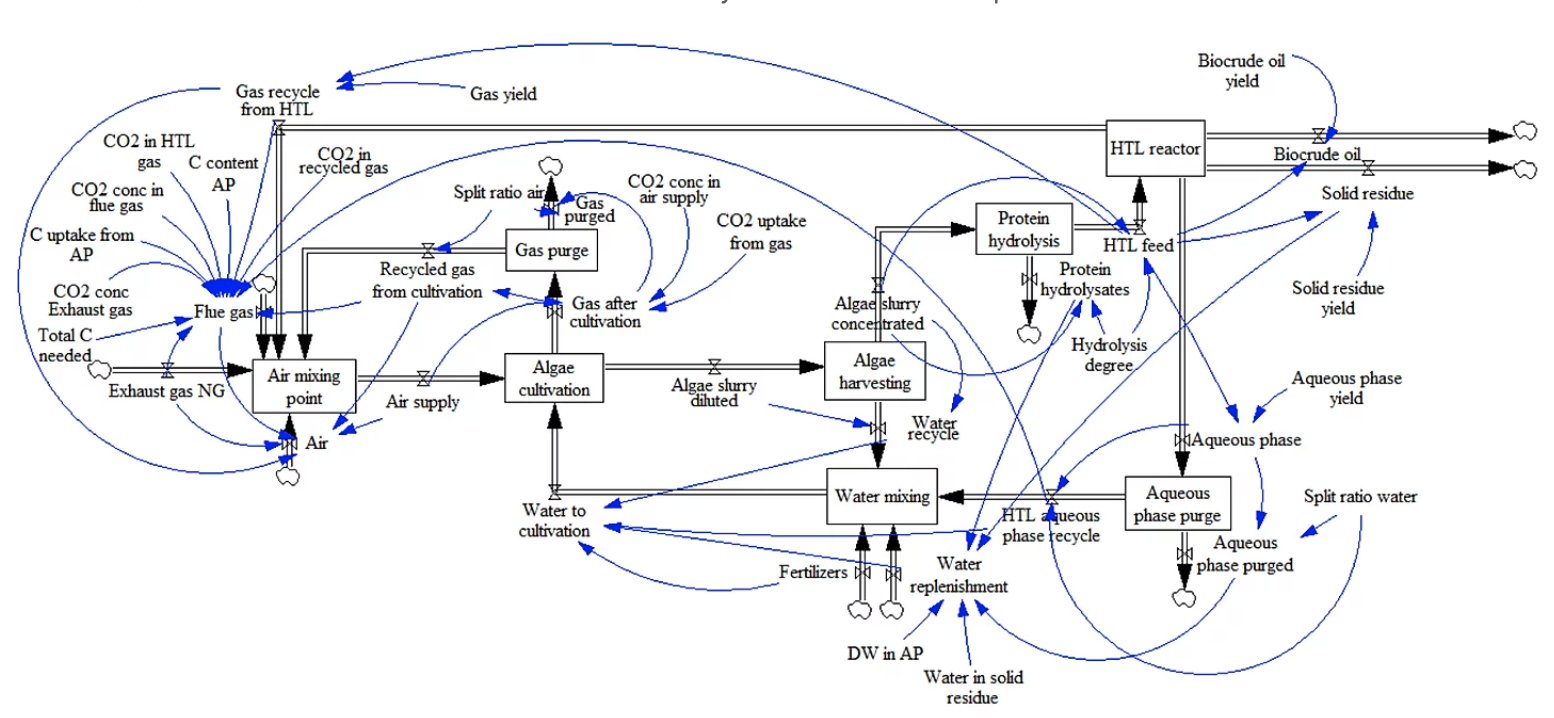 Biocrude oil
yield
Gas recycle
from HTL
Gas yield
CO2 in HTL
gas
C content
AP
CO2 in
recycled gas
HTL reactor
Biocrude oil
CO2 conc in
flue gas
Split ratio air
Gas
purged
CO2 conc in
air supply
Solid residue
C uptake from
AP
Gas purge
CO2 uptake
from gas
Protein
hydrolysis
HTL feed
CO2 conc
Exhaust gas
Recycled gas
from cultivation
Protein
hydrolysates
Flue gas
Gas after
cultivation
Algae slurry
concentrated
Solid residue
yield
Total C
needed
Hydrolysis
degree
Exhaust gas NG
Air mixing
point
Algae
cultivation
Algae slurry
diluted
Algae
harvesting
Aqueous phase
yield
Air supply
Air
Water
recycle
Aqueous phase
Water to
cultivation
Water mixing
HTL aqueous
phase recycle
Aqueous
phase purge
Split ratio water
Fertilizers
Water
replenishment
Aqueous
phase purged
DW in AP
Water in solid
residue